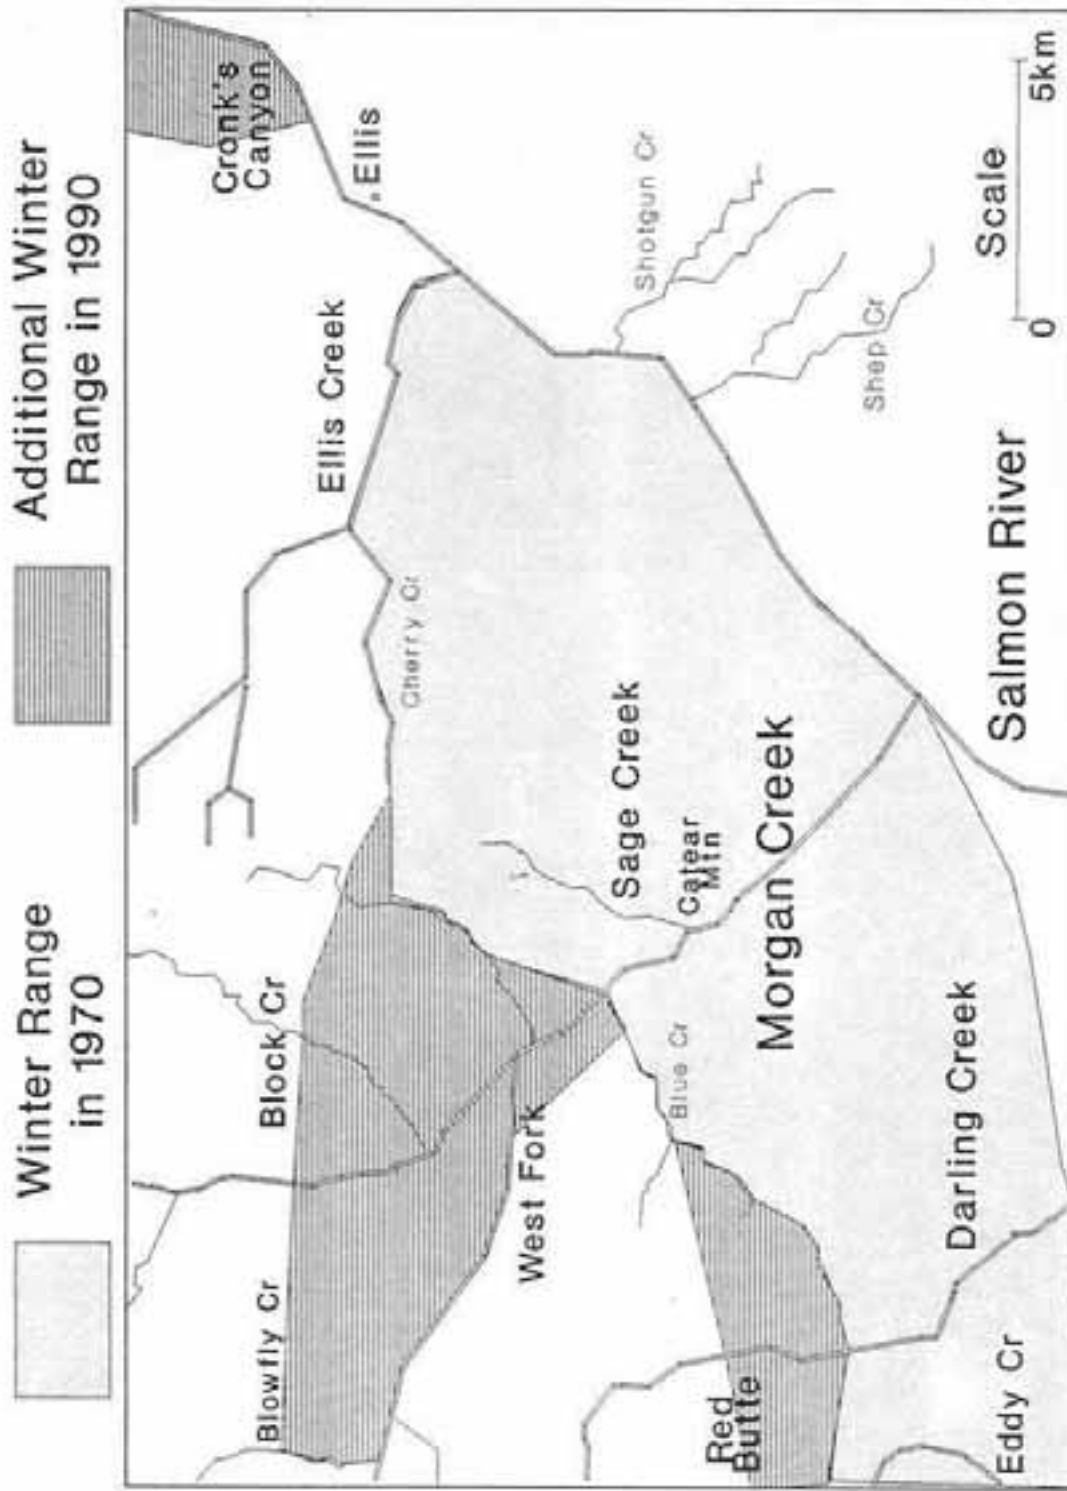 Winter Range
in 1970
Additional Winter
Range in 1990
Cronk's
Canyon
Ellis
Ellis Creek
Block Cr
Blowfly Cr
Cherry Cr
Shotgun Cr
West Fork
Sage Creek
Catear
Mtn
Blue Cr
Shep Cr
Morgan Creek
Red
Butte
Darling Creek
Eddy Cr
Salmon River
Scale
0
5km